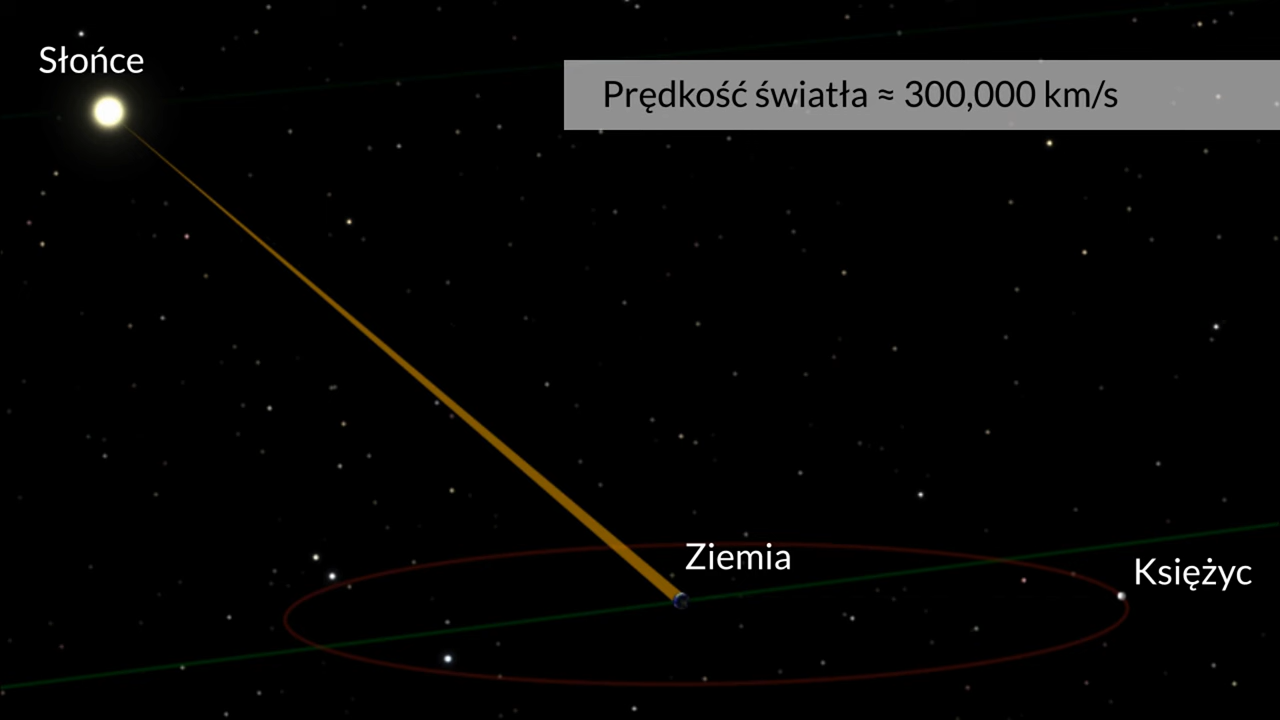 Słońce
Prędkość światła ≈ 300,000 km/s
Ziemia
Księżyc